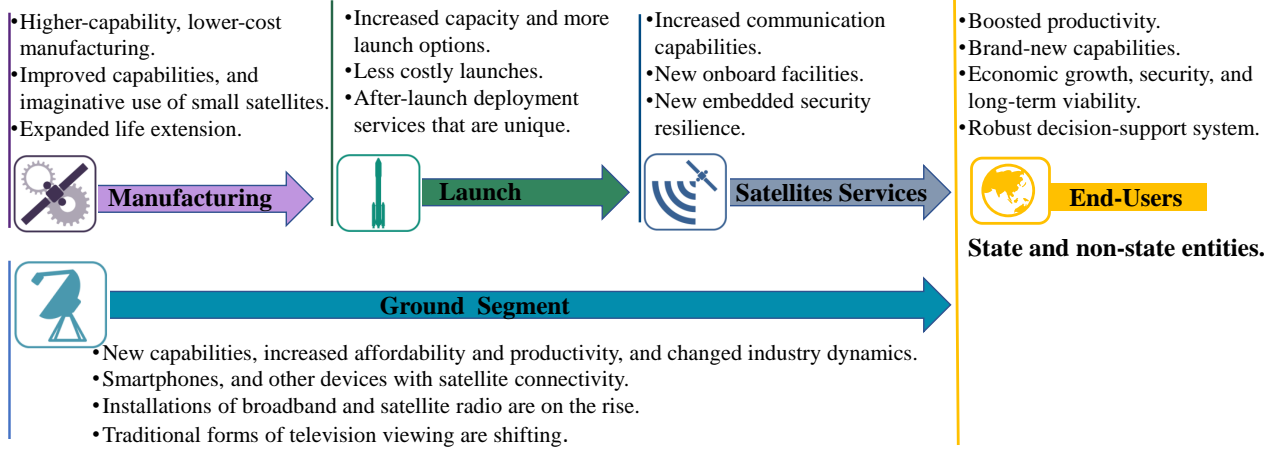 •Higher-capability, lower-cost
manufacturing.
•Improved capabilities, and
imaginative use of small satellites.
•Expanded life extension.
Manufacturing
•Increased capacity and more
launch options.
•Less costly launches.
•After-launch deployment
services that are unique.
Launch
•Increased communication
capabilities.
•New onboard facilities.
•New embedded security
resilience.
Satellites Services
•Boosted productivity.
•Brand-new capabilities.
•Economic growth, security, and
long-term viability.
•Robust decision-support system.
End-Users
State and non-state entities.
Ground Segment
•New capabilities, increased affordability and productivity, and changed industry dynamics.
•Smartphones, and other devices with satellite connectivity.
•Installations of broadband and satellite radio are on the rise.
•Traditional forms of television viewing are shifting.